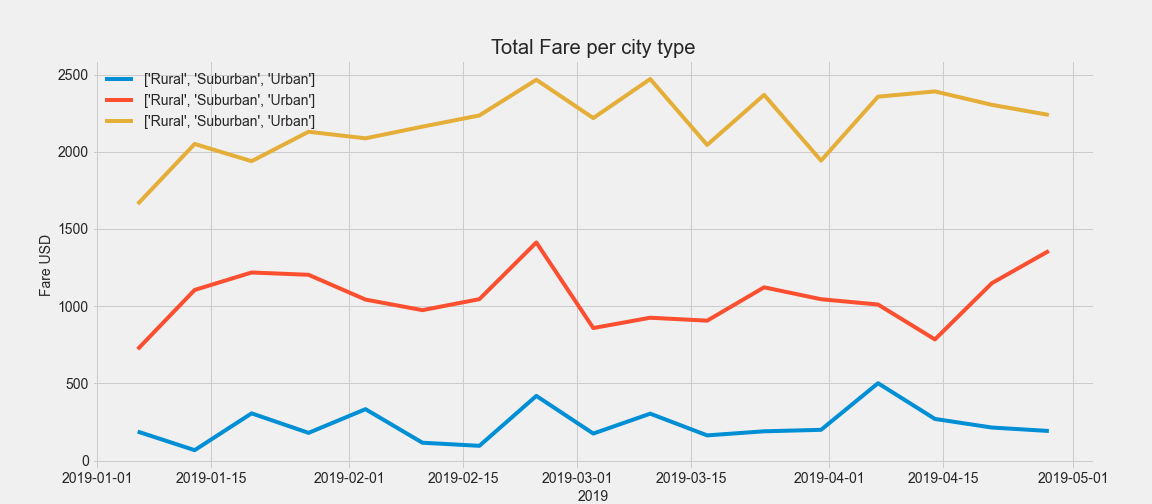 Total Fare per city type
['Rural', 'Suburban', 'Urban']
['Rural', 'Suburban', 'Urban']
['Rural', 'Suburban', 'Urban']
2500
2000
1500
1000
500
0
Fare USD
2019-01-01 2019-01-15 2019-02-01 2019-02-15 2019-03-01 2019-03-15 2019-04-01 2019-04-15 2019-05-01
2019